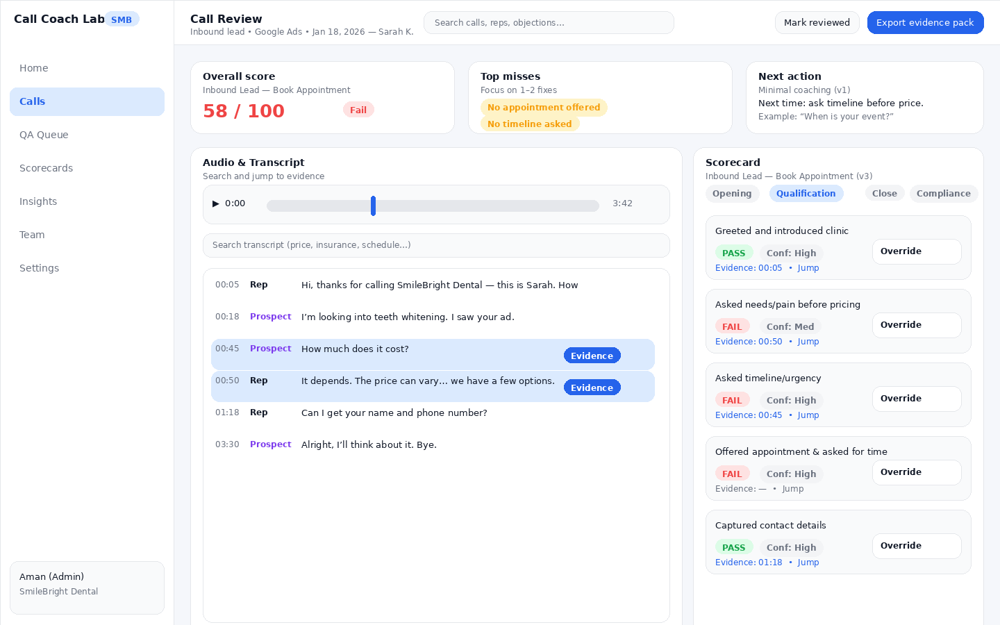 Call Coach Lab SMB
Home
Calls
QA Queue
Scorecards
Insights
Team
Settings
Aman (Admin)
SmileBright Dental
Call Review
Inbound lead • Google Ads • Jan 18, 2026 — Sarah K.
Search calls, reps, objections…
Mark reviewed
Export evidence pack
Overall score
Inbound Lead — Book Appointment
58 / 100 Fail
Top misses
Focus on 1–2 fixes
No appointment offered
No timeline asked
Next action
Minimal coaching (v1)
Next time: ask timeline before price.
Example: “When is your event?”
Audio & Transcript
Search and jump to evidence
▶ 0:00 3:42
Search transcript (price, insurance, schedule…)
00:05 Rep Hi, thanks for calling SmileBright Dental — this is Sarah. How
00:18 Prospect I’m looking into teeth whitening. I saw your ad.
00:45 Prospect How much does it cost? Evidence
00:50 Rep It depends. The price can vary… we have a few options. Evidence
01:18 Rep Can I get your name and phone number?
03:30 Prospect Alright, I’ll think about it. Bye.
Scorecard
Inbound Lead — Book Appointment (v3)
Opening Qualification Close Compliance
Greeted and introduced clinic
PASS Conf: High Override
Evidence: 00:05 • Jump
Asked needs/pain before pricing
FAIL Conf: Med Override
Evidence: 00:50 • Jump
Asked timeline/urgency
FAIL Conf: High Override
Evidence: 00:45 • Jump
Offered appointment & asked for time
FAIL Conf: High Override
Evidence: — • Jump
Captured contact details
PASS Conf: High Override
Evidence: 01:18 • Jump